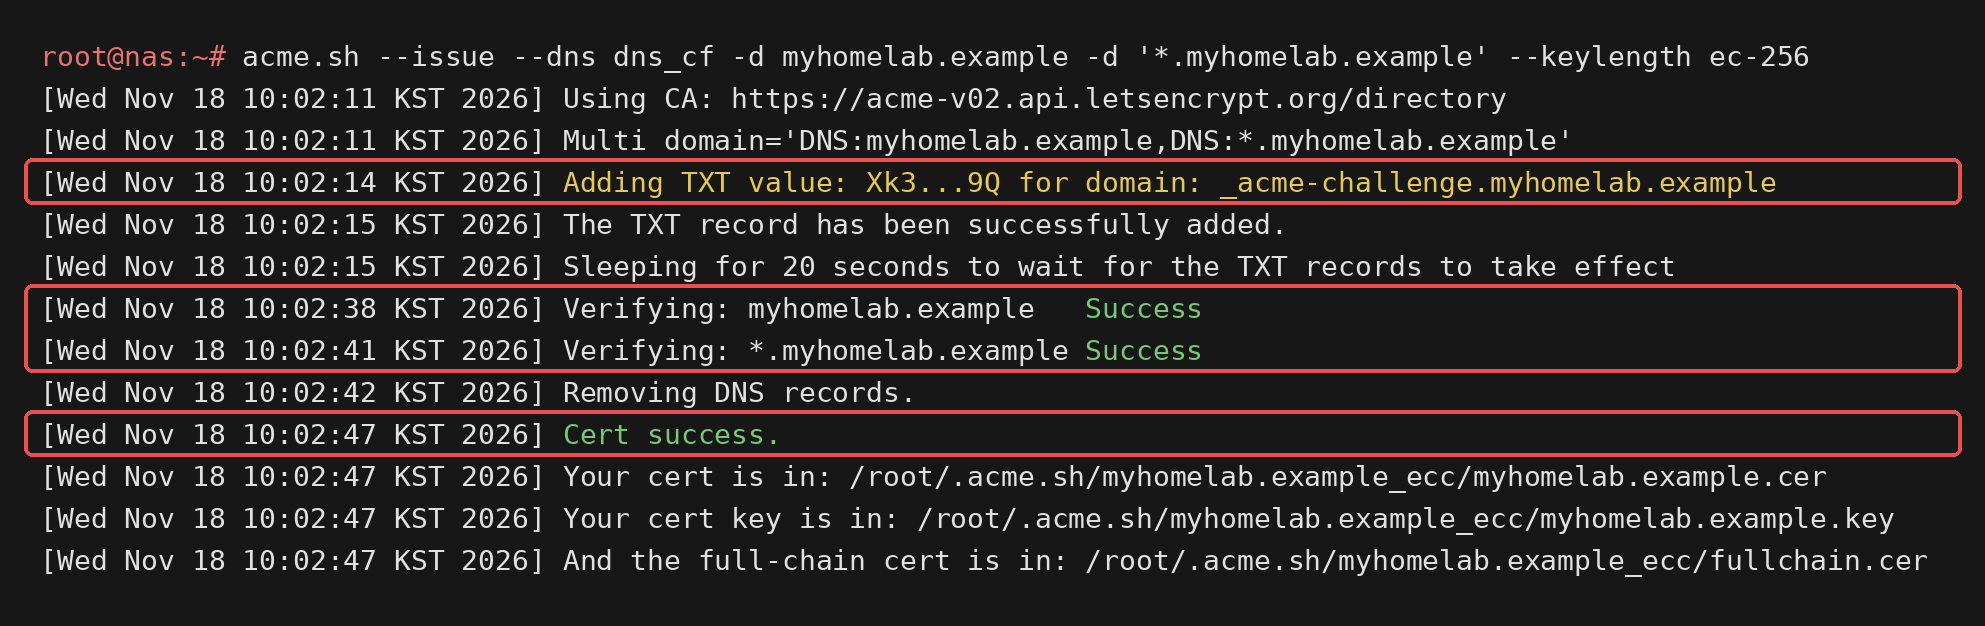 root@nas:~# acme.sh --issue --dns dns_cf -d myhomelab.example -d '*.myhomelab.example' --keylength ec-256
[Wed Nov 18 10:02:11 KST 2026] Using CA: https://acme-v02.api.letsencrypt.org/directory
[Wed Nov 18 10:02:11 KST 2026] Multi domain='DNS:myhomelab.example,DNS:*.myhomelab.example'
[Wed Nov 18 10:02:14 KST 2026] Adding TXT value: Xk3...9Q for domain: _acme-challenge.myhomelab.example
[Wed Nov 18 10:02:15 KST 2026] The TXT record has been successfully added.
[Wed Nov 18 10:02:15 KST 2026] Sleeping for 20 seconds to wait for the TXT records to take effect
[Wed Nov 18 10:02:38 KST 2026] Verifying: myhomelab.example   Success
[Wed Nov 18 10:02:41 KST 2026] Verifying: *.myhomelab.example Success
[Wed Nov 18 10:02:42 KST 2026] Removing DNS records.
[Wed Nov 18 10:02:47 KST 2026] Cert success.
[Wed Nov 18 10:02:47 KST 2026] Your cert is in: /root/.acme.sh/myhomelab.example_ecc/myhomelab.example.cer
[Wed Nov 18 10:02:47 KST 2026] Your cert key is in: /root/.acme.sh/myhomelab.example_ecc/myhomelab.example.key
[Wed Nov 18 10:02:47 KST 2026] And the full-chain cert is in: /root/.acme.sh/myhomelab.example_ecc/fullchain.cer